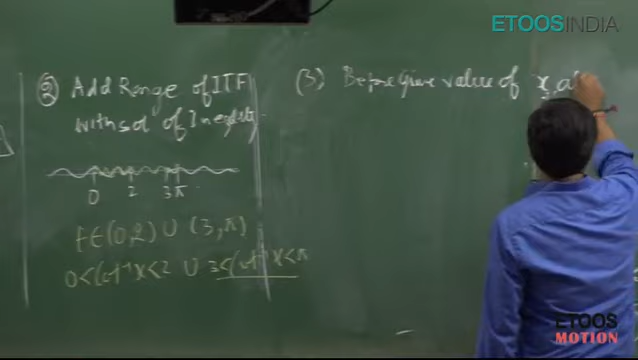 ETOOSINDIA
② Add Range of ITF
with sol^n of Inequality.
0 2 3 π
t ∈ (0,2) ∪ (3,π)
0<cot⁻¹x<2 ∪ 3<cot⁻¹x<π
(3) Before Give value of x, a
ETOOS
MOTION